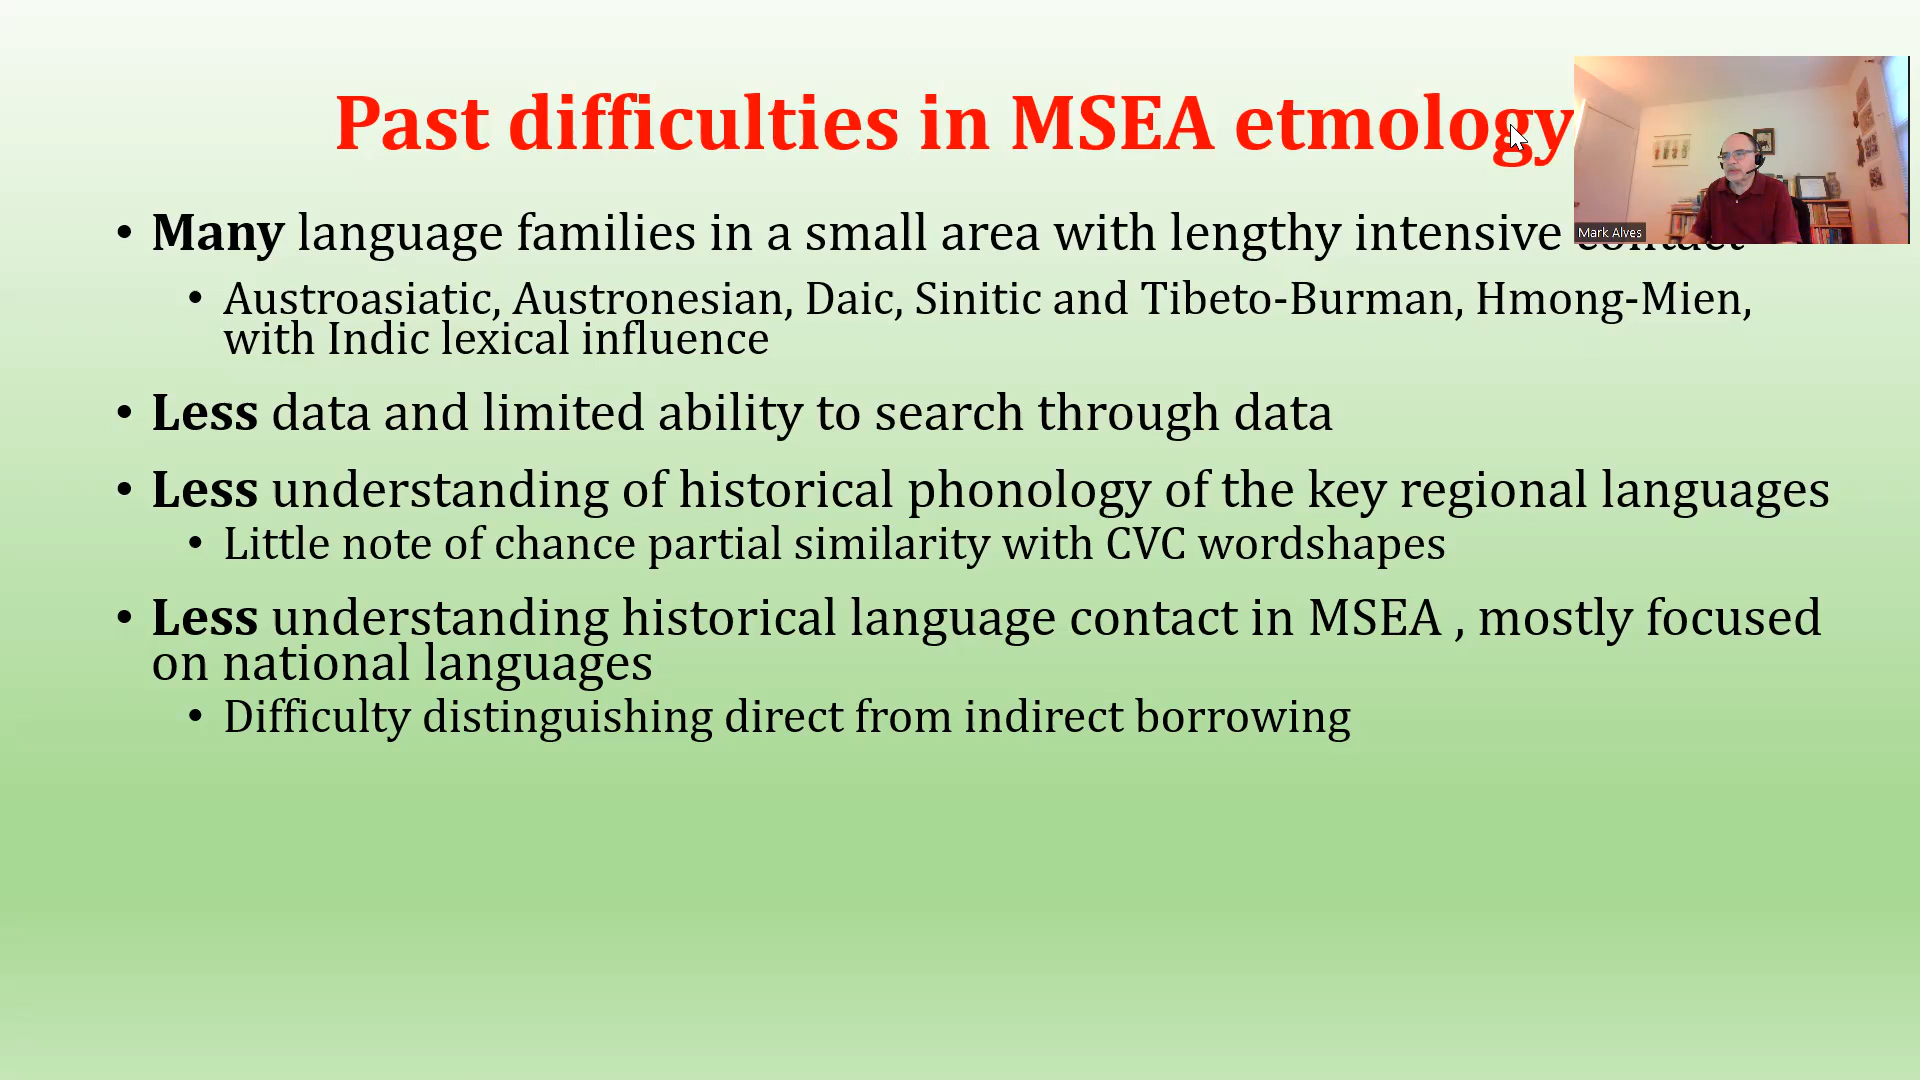 Past difficulties in MSEA etmology
• Many language families in a small area with lengthy intensive contact
• Austroasiatic, Austronesian, Daic, Sinitic and Tibeto-Burman, Hmong-Mien,
with Indic lexical influence
• Less data and limited ability to search through data
• Less understanding of historical phonology of the key regional languages
• Little note of chance partial similarity with CVC wordshapes
• Less understanding historical language contact in MSEA , mostly focused
on national languages
• Difficulty distinguishing direct from indirect borrowing
Mark Alves